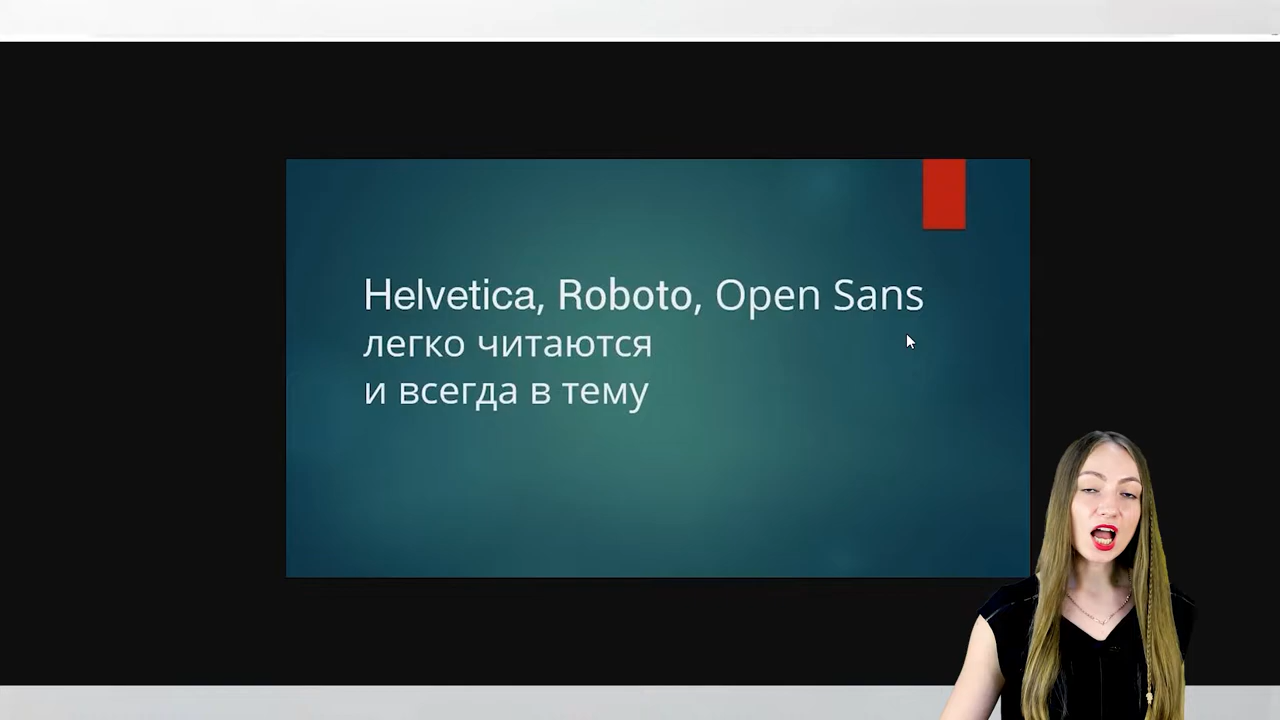 Helvetica, Roboto, Open Sans
легко читаются
и всегда в тему